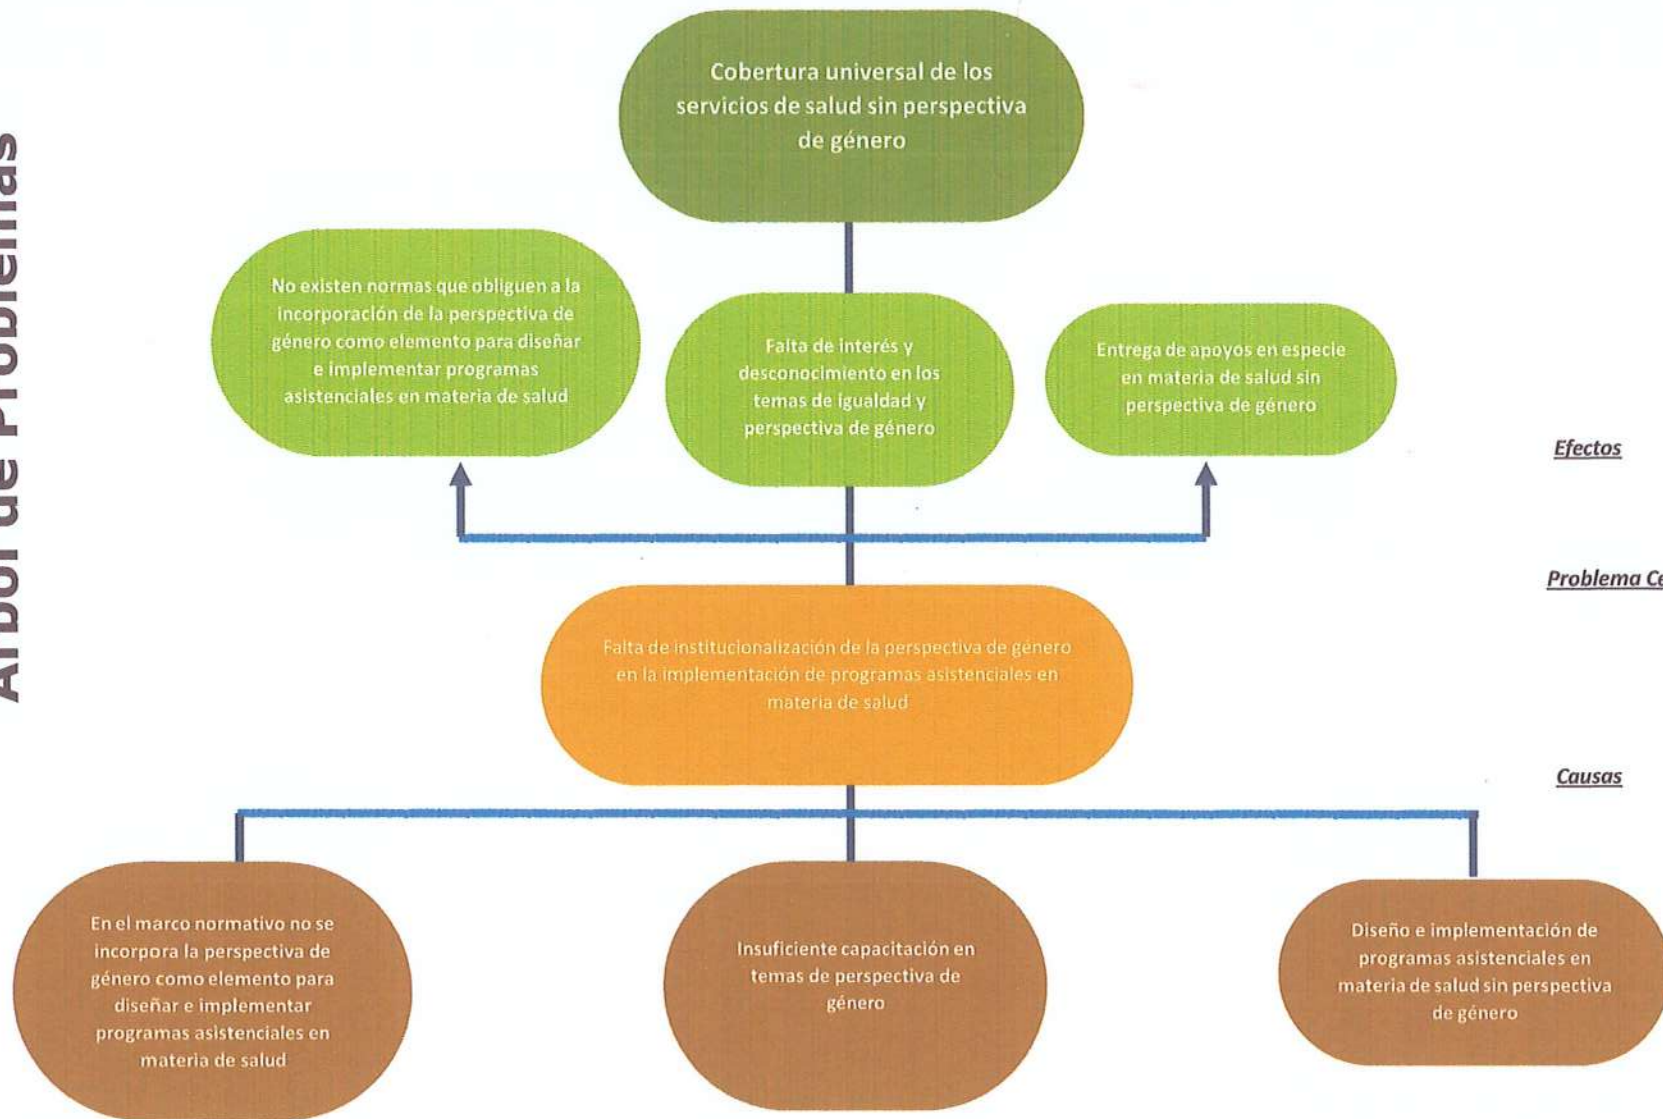 Árbol de Problemas
Cobertura universal de los
servicios de salud sin perspectiva
de género
No existen normas que obliguen a la
incorporación de la perspectiva de
género como elemento para diseñar
e implementar programas
asistenciales en materia de salud
Falta de interés y
desconocimiento en los
temas de igualdad y
perspectiva de género
Entrega de apoyos en especie
en materia de salud sin
perspectiva de género
Efectos
Problema Ce
Falta de institucionalización de la perspectiva de género
en la implementación de programas asistenciales en
materia de salud
Causas
En el marco normativo no se
incorpora la perspectiva de
género como elemento para
diseñar e implementar
programas asistenciales en
materia de salud
Insuficiente capacitación en
temas de perspectiva de
género
Diseño e implementación de
programas asistenciales en
materia de salud sin perspectiva
de género